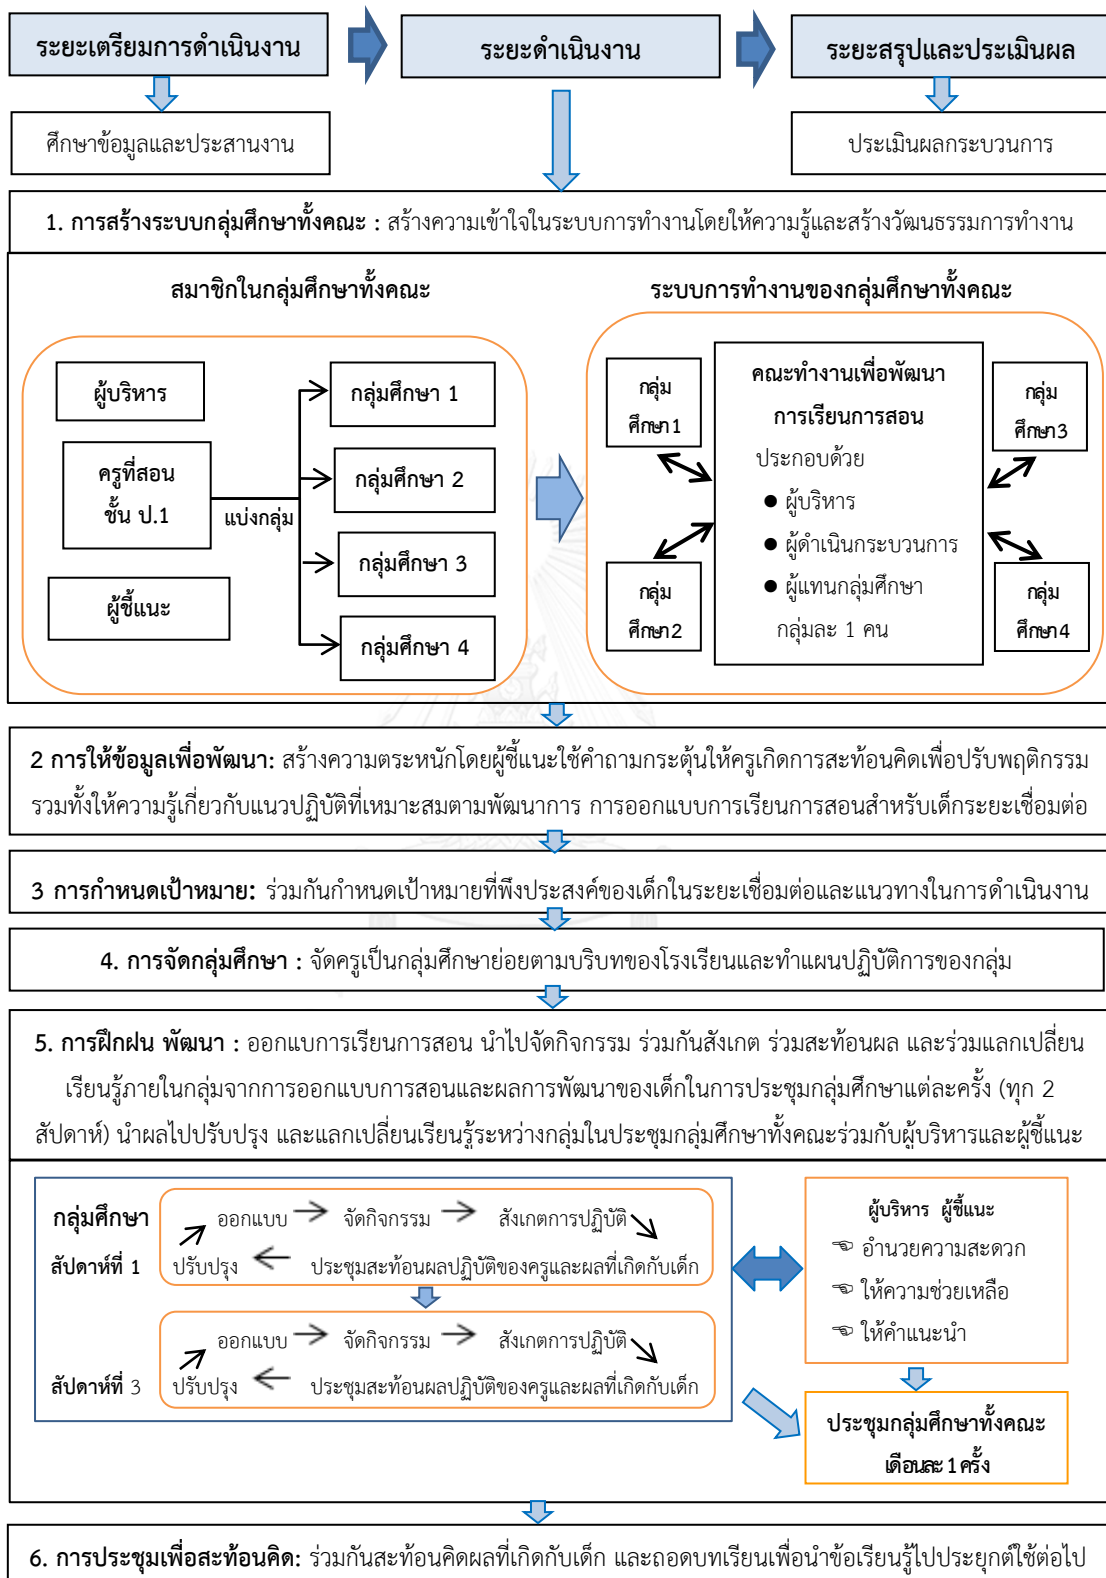 ระยะเตรียมการดำเนินงาน
ระยะดำเนินงาน
ระยะสรุปและประเมินผล
ศึกษาข้อมูลและประสานงาน
ประเมินผลกระบวนการ
1. การสร้างระบบกลุ่มศึกษาทั้งคณะ : สร้างความเข้าใจในระบบการทำงานโดยให้ความรู้และสร้างวัฒนธรรมการทำงาน
สมาชิกในกลุ่มศึกษาทั้งคณะ
ผู้บริหาร
ครูที่สอน
ชั้น ป.1
ผู้ชี้แนะ
แบ่งกลุ่ม
กลุ่มศึกษา 1
กลุ่มศึกษา 2
กลุ่มศึกษา 3
กลุ่มศึกษา 4
ระบบการทำงานของกลุ่มศึกษาทั้งคณะ
กลุ่ม
ศึกษา1
กลุ่ม
ศึกษา2
คณะทำงานเพื่อพัฒนา
การเรียนการสอน
ประกอบด้วย
● ผู้บริหาร
● ผู้ดำเนินกระบวนการ
● ผู้แทนกลุ่มศึกษา
กลุ่มละ 1 คน
กลุ่ม
ศึกษา3
กลุ่ม
ศึกษา4
2 การให้ข้อมูลเพื่อพัฒนา: สร้างความตระหนักโดยผู้ชี้แนะใช้คำถามกระตุ้นให้ครูเกิดการสะท้อนคิดเพื่อปรับพฤติกรรม
รวมทั้งให้ความรู้เกี่ยวกับแนวปฏิบัติที่เหมาะสมตามพัฒนาการ การออกแบบการเรียนการสอนสำหรับเด็กระยะเชื่อมต่อ
3 การกำหนดเป้าหมาย: ร่วมกันกำหนดเป้าหมายที่พึงประสงค์ของเด็กในระยะเชื่อมต่อและแนวทางในการดำเนินงาน
4. การจัดกลุ่มศึกษา : จัดครูเป็นกลุ่มศึกษาย่อยตามบริบทของโรงเรียนและทำแผนปฏิบัติการของกลุ่ม
5. การฝึกฝน พัฒนา : ออกแบบการเรียนการสอน นำไปจัดกิจกรรม ร่วมกันสังเกต ร่วมสะท้อนผล และร่วมแลกเปลี่ยน
เรียนรู้ภายในกลุ่มจากการออกแบบการสอนและผลการพัฒนาของเด็กในการประชุมกลุ่มศึกษาแต่ละครั้ง (ทุก 2
สัปดาห์) นำผลไปปรับปรุง และแลกเปลี่ยนเรียนรู้ระหว่างกลุ่มในประชุมกลุ่มศึกษาทั้งคณะร่วมกับผู้บริหารและผู้ชี้แนะ
กลุ่มศึกษา
สัปดาห์ที่ 1
ออกแบบ → จัดกิจกรรม → สังเกตการปฏิบัติ
ปรับปรุง ← ประชุมสะท้อนผลปฏิบัติของครูและผลที่เกิดกับเด็ก
สัปดาห์ที่ 3
ออกแบบ → จัดกิจกรรม → สังเกตการปฏิบัติ
ปรับปรุง ← ประชุมสะท้อนผลปฏิบัติของครูและผลที่เกิดกับเด็ก
ผู้บริหาร ผู้ชี้แนะ
☜ อำนวยความสะดวก
☜ ให้ความช่วยเหลือ
☜ ให้คำแนะนำ
ประชุมกลุ่มศึกษาทั้งคณะ
เดือนละ 1 ครั้ง
6. การประชุมเพื่อสะท้อนคิด: ร่วมกันสะท้อนคิดผลที่เกิดกับเด็ก และถอดบทเรียนเพื่อนำข้อเรียนรู้ไปประยุกต์ใช้ต่อไป